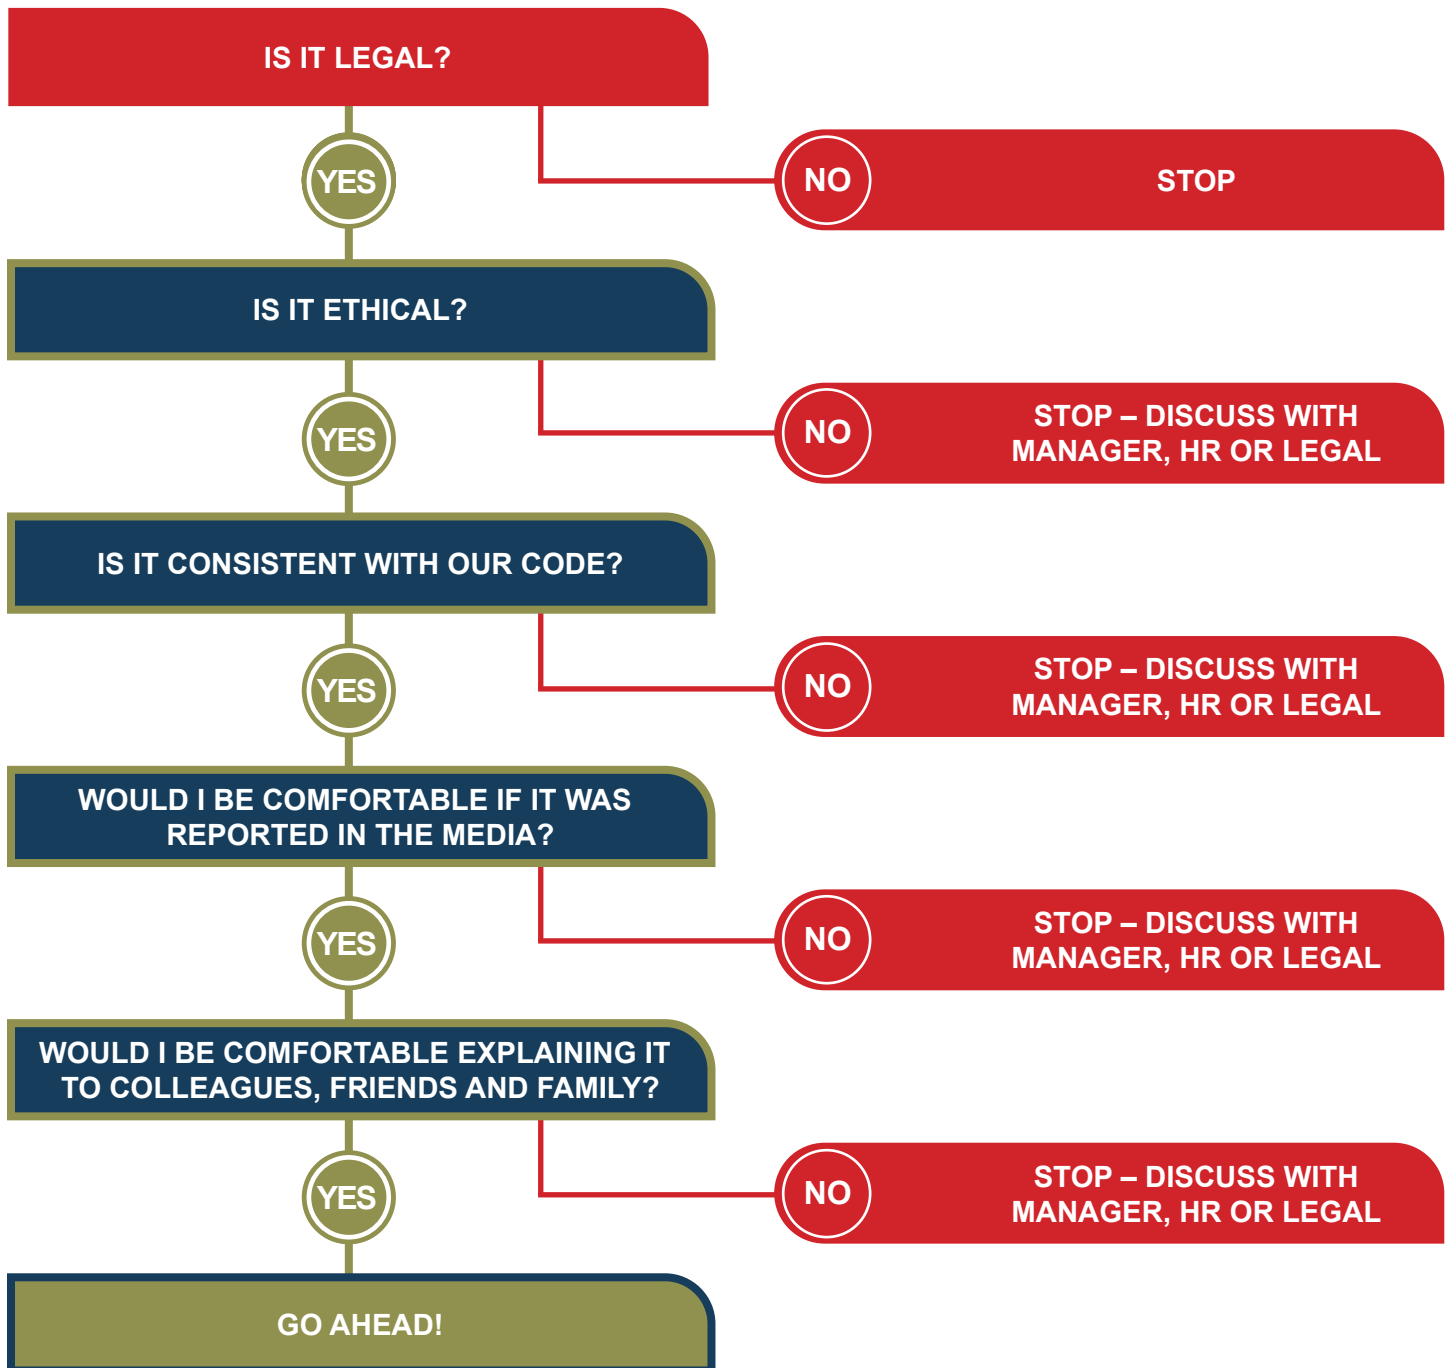 IS IT LEGAL?
YES
NO
STOP
IS IT ETHICAL?
YES
NO
STOP – DISCUSS WITH
MANAGER, HR OR LEGAL
IS IT CONSISTENT WITH OUR CODE?
YES
NO
STOP – DISCUSS WITH
MANAGER, HR OR LEGAL
WOULD I BE COMFORTABLE IF IT WAS
REPORTED IN THE MEDIA?
YES
NO
STOP – DISCUSS WITH
MANAGER, HR OR LEGAL
WOULD I BE COMFORTABLE EXPLAINING IT
TO COLLEAGUES, FRIENDS AND FAMILY?
YES
NO
STOP – DISCUSS WITH
MANAGER, HR OR LEGAL
GO AHEAD!